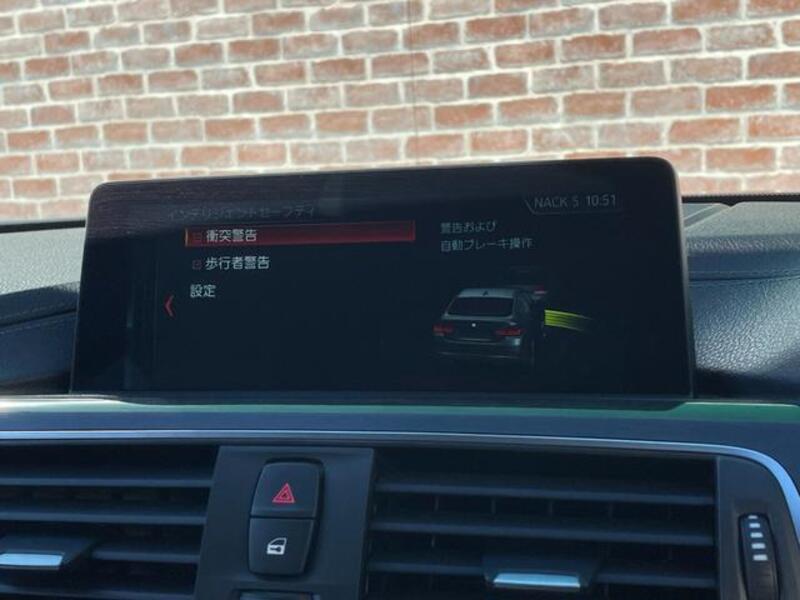 インテリジェントセーフティ
NACK 5 10:51
衝突警告
歩行者警告
設定
警告および
自動ブレーキ操作